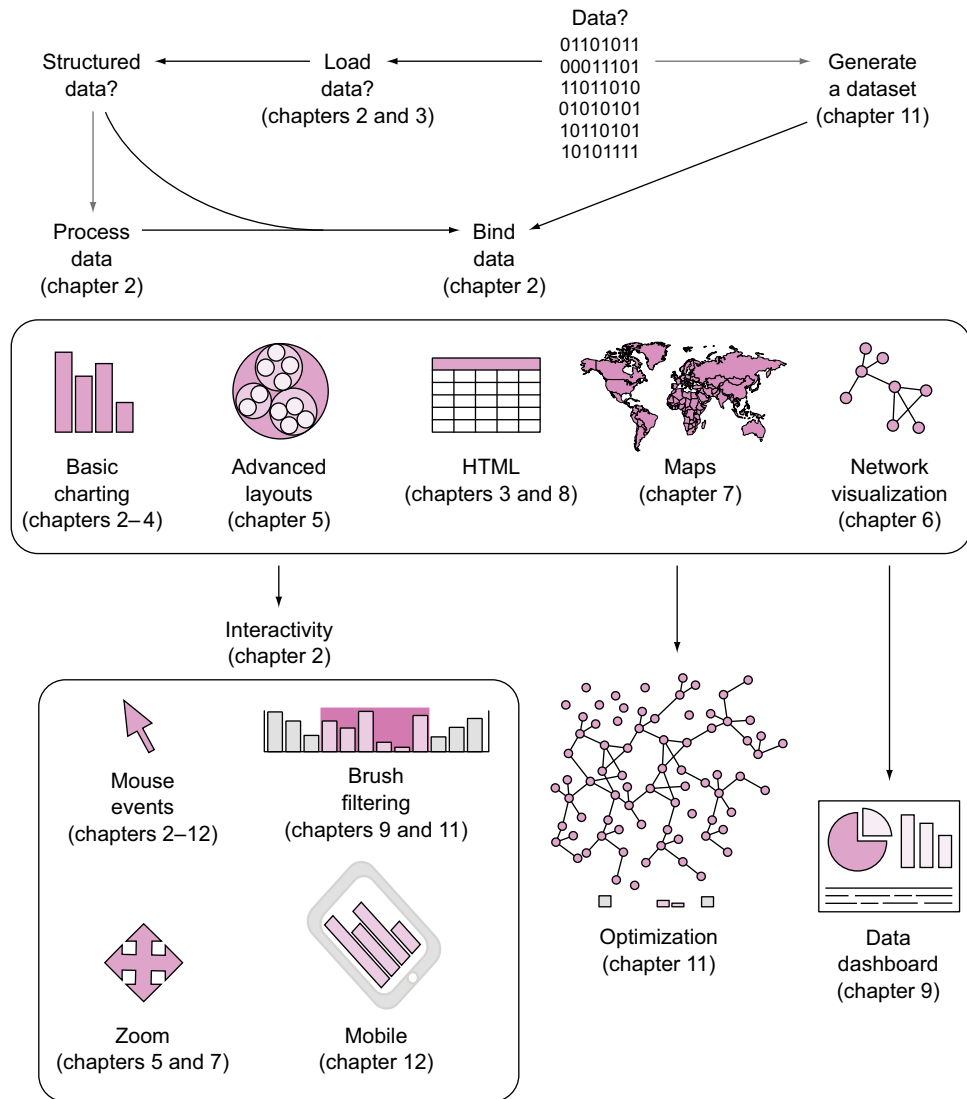 Data?
01101011
00011101
11011010
01010101
10110101
10101111
Structured
data?
Load
data?
(chapters 2 and 3)
Generate
a dataset
(chapter 11)
Process
data
(chapter 2)
Bind
data
(chapter 2)
Basic
charting
(chapters 2–4)
Advanced
layouts
(chapter 5)
HTML
(chapters 3 and 8)
Maps
(chapter 7)
Network
visualization
(chapter 6)
Interactivity
(chapter 2)
Mouse
events
(chapters 2–12)
Brush
filtering
(chapters 9 and 11)
Zoom
(chapters 5 and 7)
Mobile
(chapter 12)
Optimization
(chapter 11)
Data
dashboard
(chapter 9)